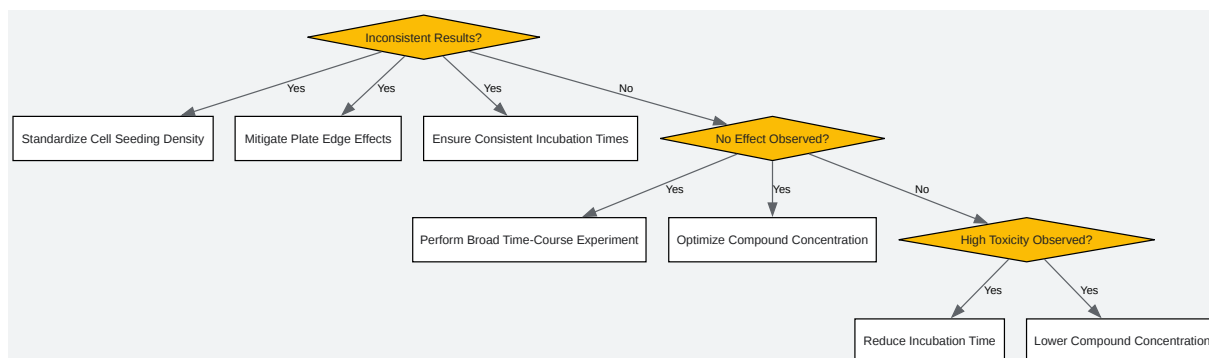 Inconsistent Results?
Yes
Yes
Yes
No
Standardize Cell Seeding Density
Mitigate Plate Edge Effects
Ensure Consistent Incubation Times
No Effect Observed?
Yes
Yes
No
Perform Broad Time-Course Experiment
Optimize Compound Concentration
High Toxicity Observed?
Yes
Yes
Reduce Incubation Time
Lower Compound Concentration